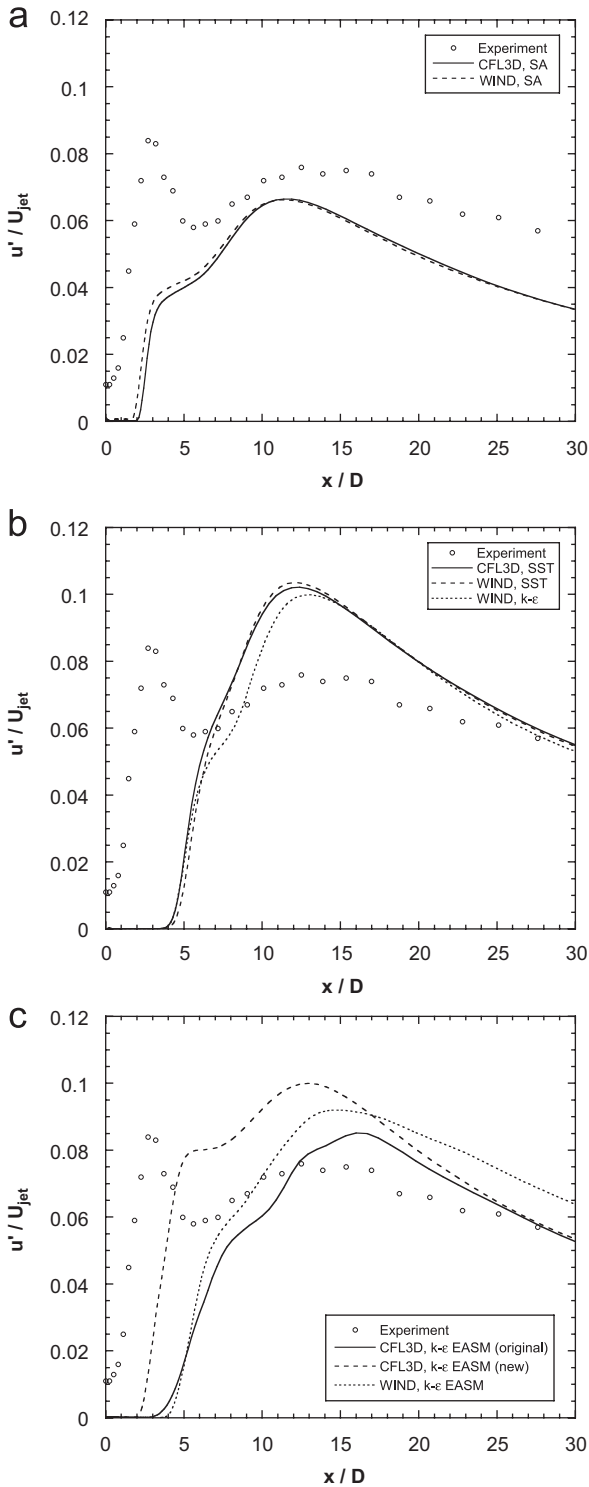 a
0.12
0.1
0.08
0.06
0.04
0.02
0
u' / U_jet
Experiment
CFL3D, SA
WIND, SA
0 5 10 15 20 25 30
x / D
b
0.12
0.1
0.08
0.06
0.04
0.02
0
u' / U_jet
Experiment
CFL3D, SST
WIND, SST
WIND, k-ε
0 5 10 15 20 25 30
x / D
c
0.12
0.1
0.08
0.06
0.04
0.02
0
u' / U_jet
Experiment
CFL3D, k-ε EASM (original)
CFL3D, k-ε EASM (new)
WIND, k-ε EASM
0 5 10 15 20 25 30
x / D